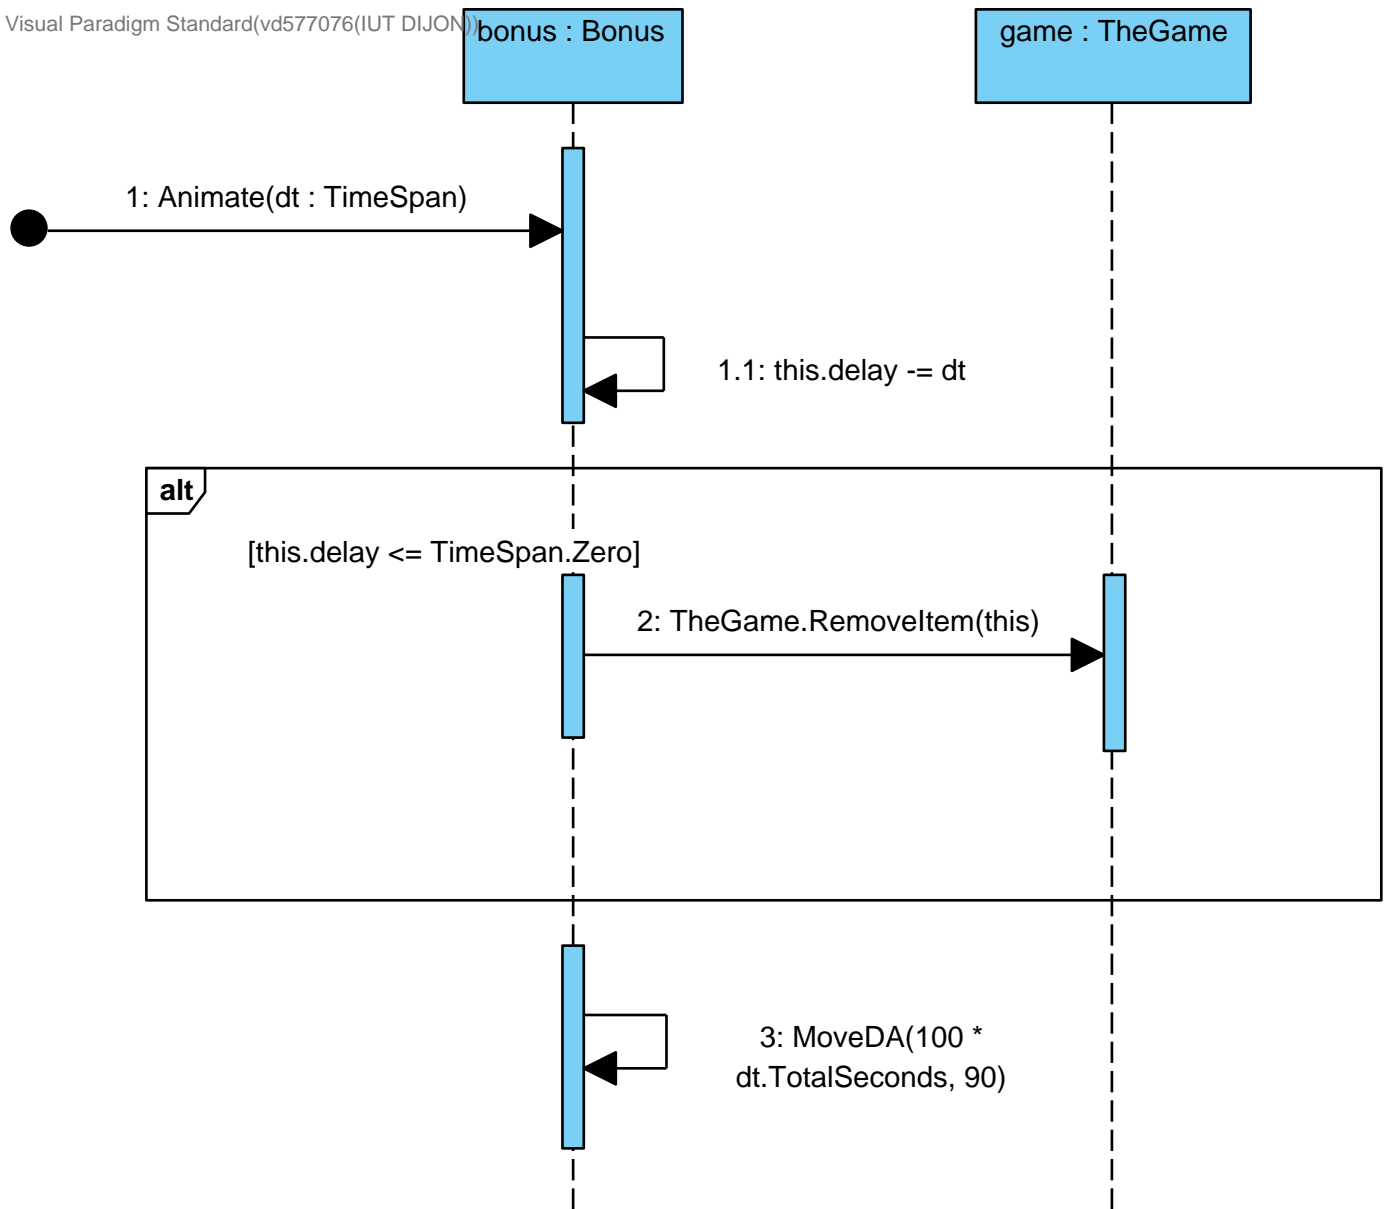 Visual Paradigm Standard(vd577076(IUT DIJON))
bonus : Bonus
game : TheGame
1: Animate(dt : TimeSpan)
1.1: this.delay -= dt
alt
[this.delay <= TimeSpan.Zero]
2: TheGame.RemoveItem(this)
3: MoveDA(100 *
dt.TotalSeconds, 90)